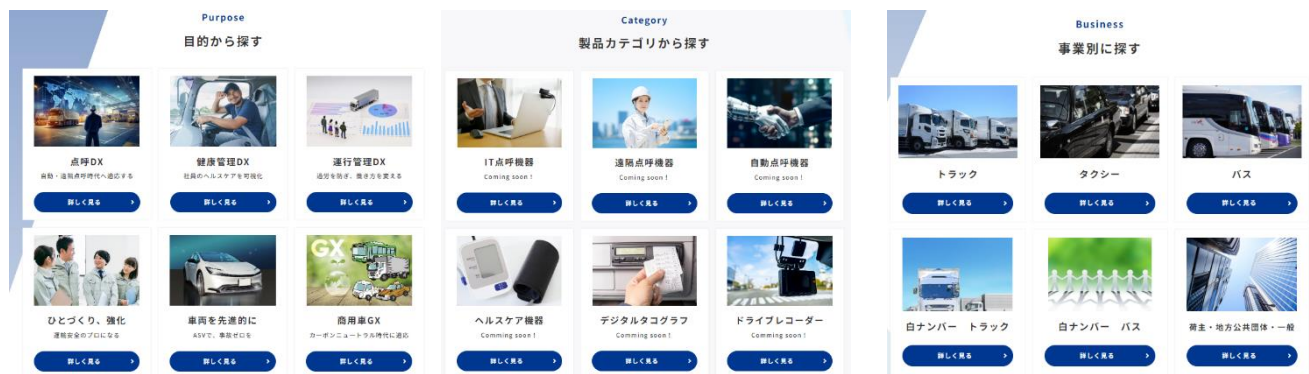 Purpose
目的から探す
点呼DX
健康管理DX
運行管理DX
自動・遠隔点呼時代へ適応する
社員のヘルスケアを可視化
過労を防ぎ、働き方を変える
詳しく見る
詳しく見る
詳しく見る
GX
ひとづくり、強化
車両を先進的に
商用車GX
運輸安全のプロになる
ASVで、事故ゼロを
カーボンニュートラル時代に適応
詳しく見る
詳しく見る
詳しく見る
Category
製品カテゴリから探す
IT点呼機器
遠隔点呼機器
自動点呼機器
Coming soon !
Coming soon !
Coming soon !
詳しく見る
詳しく見る
詳しく見る
ヘルスケア機器
デジタルタコグラフ
ドライブレコーダー
Comming soon !
Comming soon !
Comming soon !
詳しく見る
詳しく見る
詳しく見る
Business
事業別に探す
トラック
タクシー
バス
詳しく見る
詳しく見る
詳しく見る
白ナンバー トラック
白ナンバー バス
荷主・地方公共団体・一般
詳しく見る
詳しく見る
詳しく見る